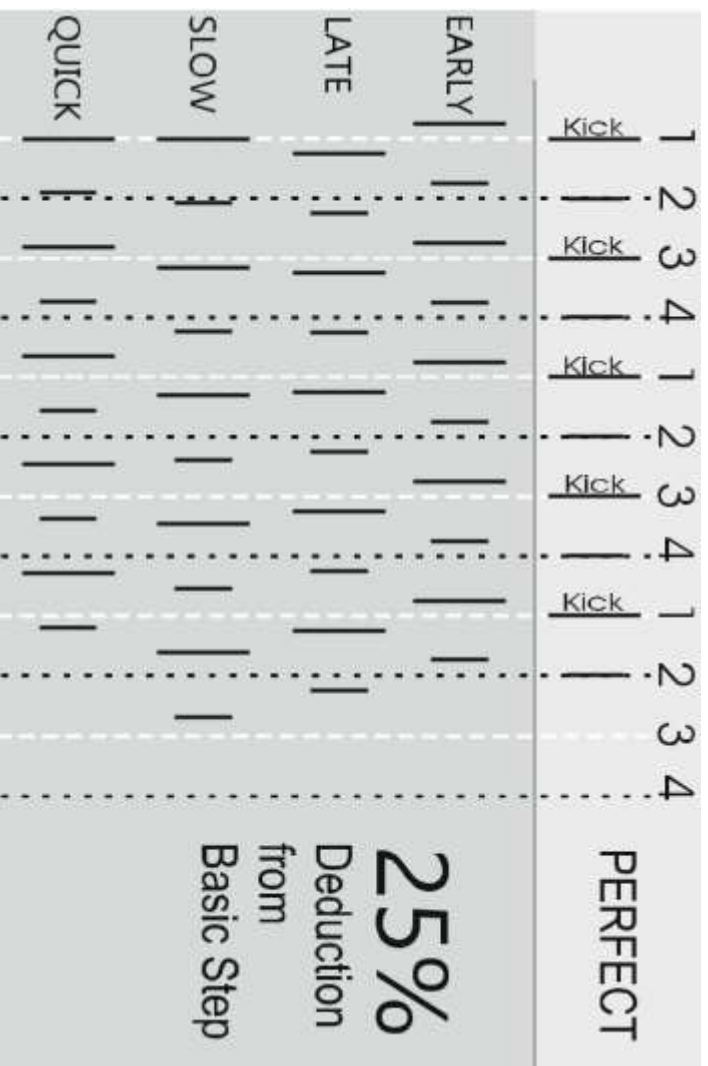 1 2 3 4 1 2 3 4 1 2 3 4
Kick Kick Kick Kick Kick
PERFECT
EARLY
LATE
SLOW
QUICK
25%
Deduction
from
Basic Step